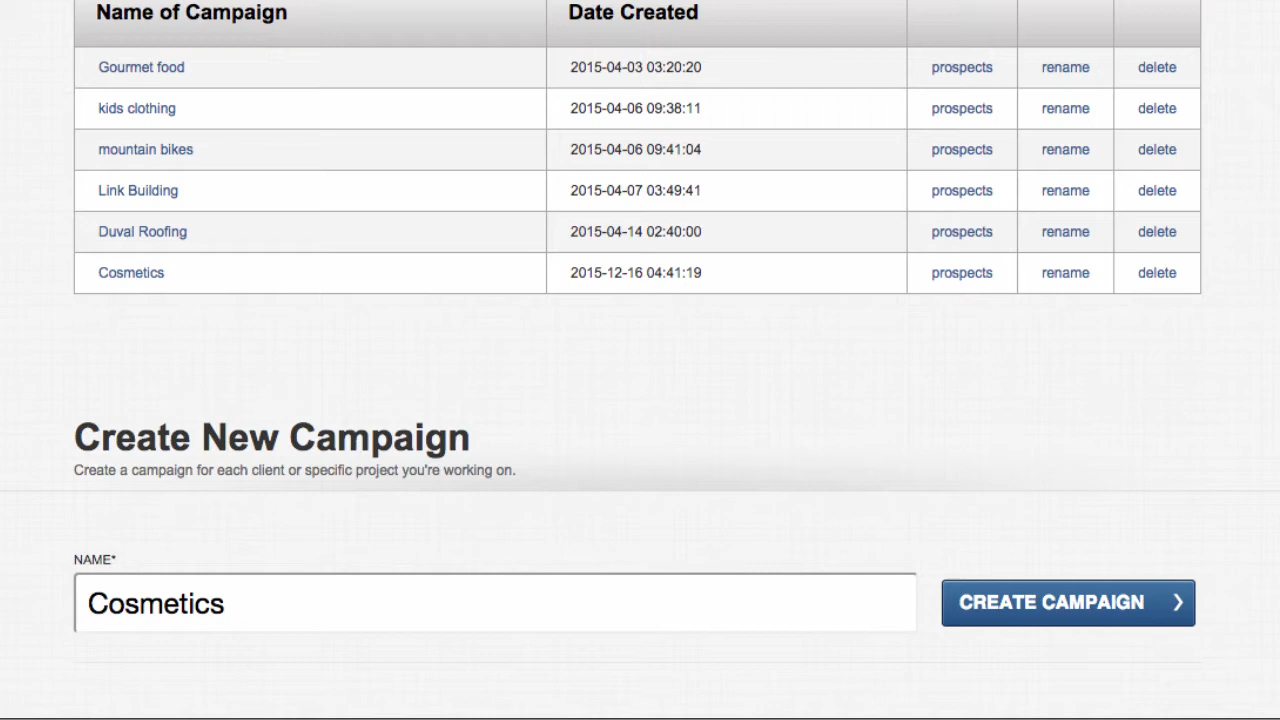 Name of Campaign Date Created
Gourmet food 2015-04-03 03:20:20 prospects rename delete
kids clothing 2015-04-06 09:38:11 prospects rename delete
mountain bikes 2015-04-06 09:41:04 prospects rename delete
Link Building 2015-04-07 03:49:41 prospects rename delete
Duval Roofing 2015-04-14 02:40:00 prospects rename delete
Cosmetics 2015-12-16 04:41:19 prospects rename delete
Create New Campaign
Create a campaign for each client or specific project you're working on.
NAME*
Cosmetics
CREATE CAMPAIGN